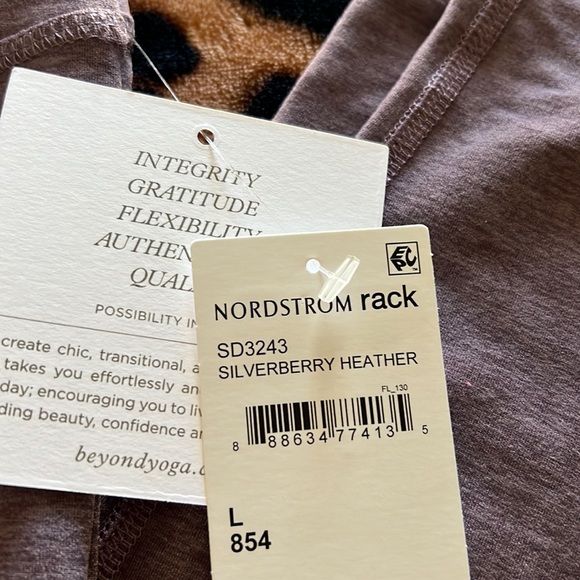 INTEGRITY
GRATITUDE
FLEXIBILITY
POSSIBILITY
create chic, transitional,
takes you effortlessly
day; encouraging you to
beauty, confidence
beyondyoga.
EPC
NORDSTROM rack
SD3243
SILVERBERRY HEATHER
FL_130
8 88634 77413 5
L
854